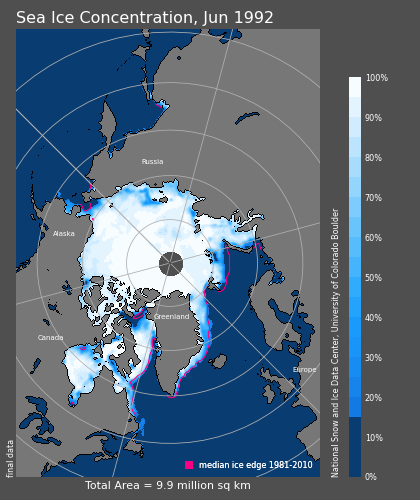 Sea Ice Concentration, Jun 1992
Russia
Alaska
Greenland
Canada
Europe
final data
median ice edge 1981-2010
Total Area = 9.9 million sq km
National Snow and Ice Data Center, University of Colorado Boulder
100%
90%
80%
70%
60%
50%
40%
30%
20%
10%
0%